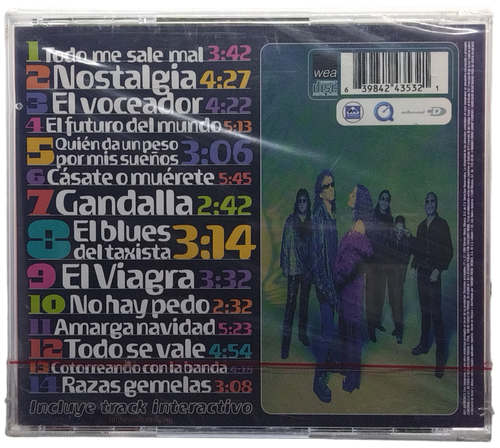 1 Todo me sale mal 3:42
2 Nostalgia 4:27
3 El voceador 4:22
4 El futuro del mundo 5:13
5 Quién da un peso
por mis sueños 3:06
6 Cásate o muérete 5:45
7 Gandalla 2:42
8 El blues
del taxista 3:14
9 El Viagra 3:32
10 No hay pedo 2:32
11 Amarga navidad 5:23
12 Todo se vale 4:54
13 Cotorreando con la banda
14 Razas gemelas 3:08
Incluye track interactivo
wea
disc
6 39842 43532 1
enhanced CD